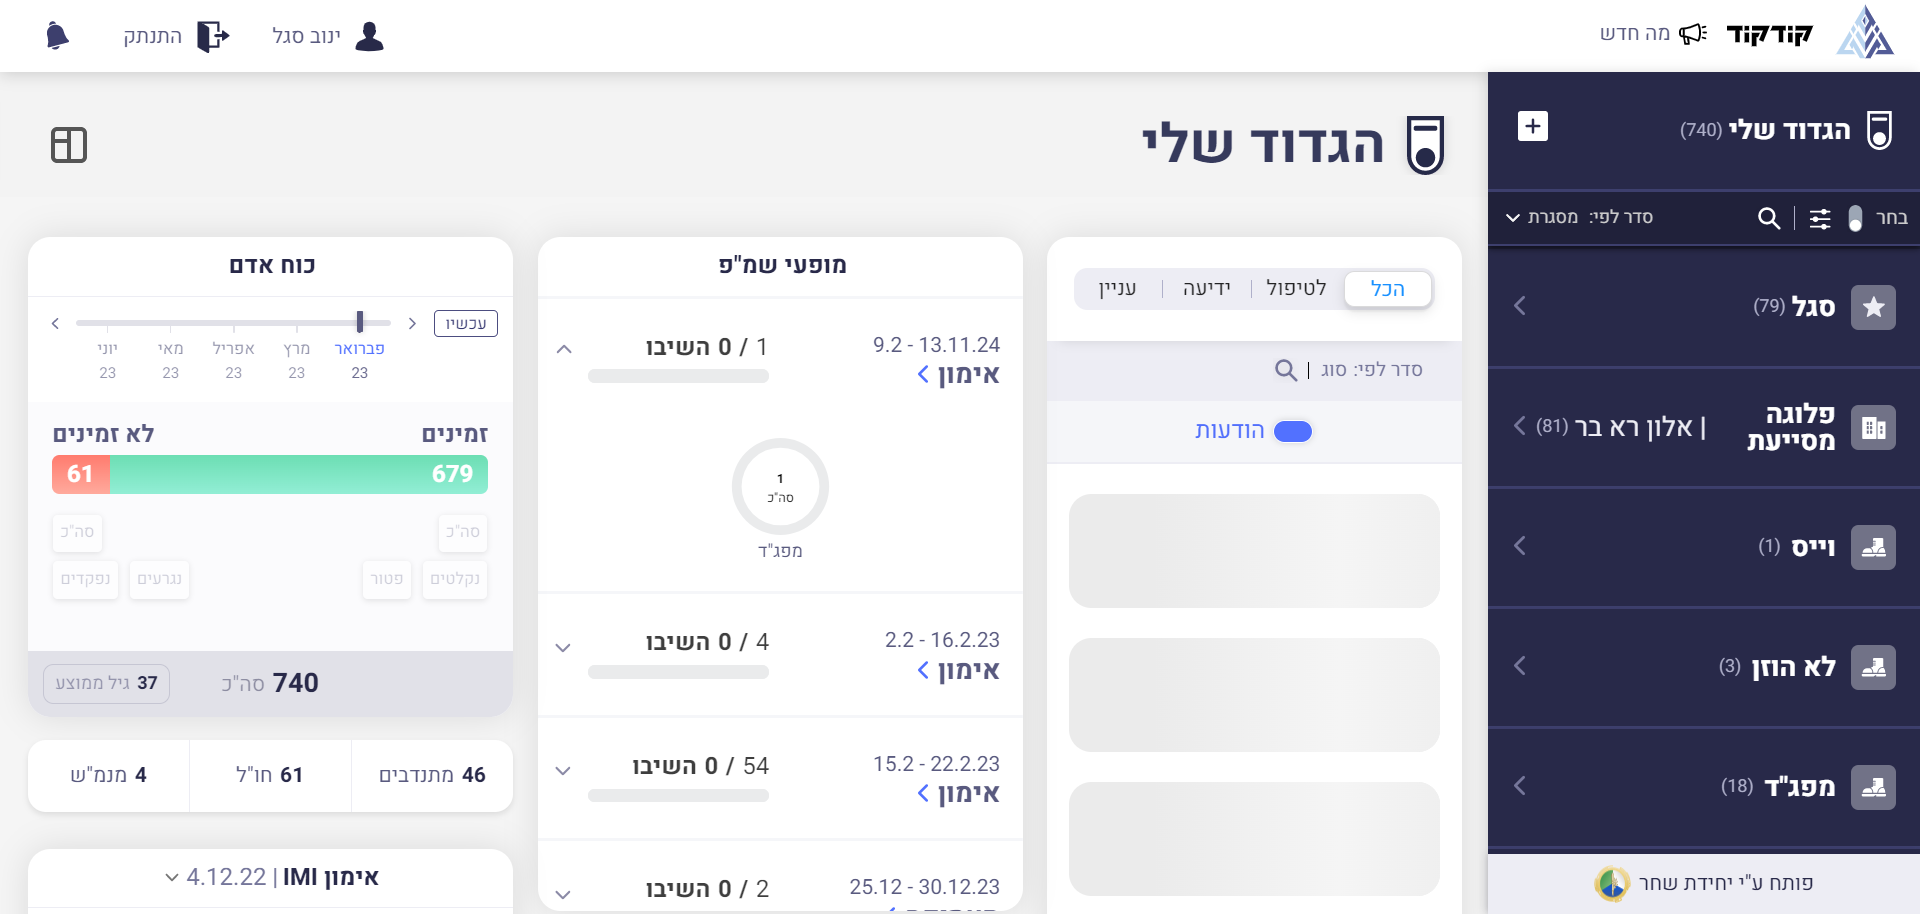 קודקוד
מה חדש
ינוב סגל
התנתק
הגדוד שלי (740)
בחר
סדר לפי: מסגרת
סגל (79)
פלוגה מסייעת | אלון רא בר (81)
וייס (1)
לא הוזן (3)
מפג"ד (18)
פותח ע"י יחידת שחר
הגדוד שלי
הכל
לטיפול
ידיעה
עניין
סדר לפי: סוג
הודעות
מופעי שמ"פ
9.2 - 13.11.24
אימון
1 / 0 השיבו
1
סה"כ
מפג"ד
2.2 - 16.2.23
אימון
4 / 0 השיבו
15.2 - 22.2.23
אימון
54 / 0 השיבו
25.12 - 30.12.23
2 / 0 השיבו
כוח אדם
עכשיו
פברואר 23
מרץ 23
אפריל 23
מאי 23
יוני 23
זמינים
לא זמינים
679
61
סה"כ
סה"כ
נקלטים
פטור
נגרעים
נפקדים
740 סה"כ
37 גיל ממוצע
46 מתנדבים
61 חו"ל
4 מנמ"ש
אימון IMI | 4.12.22